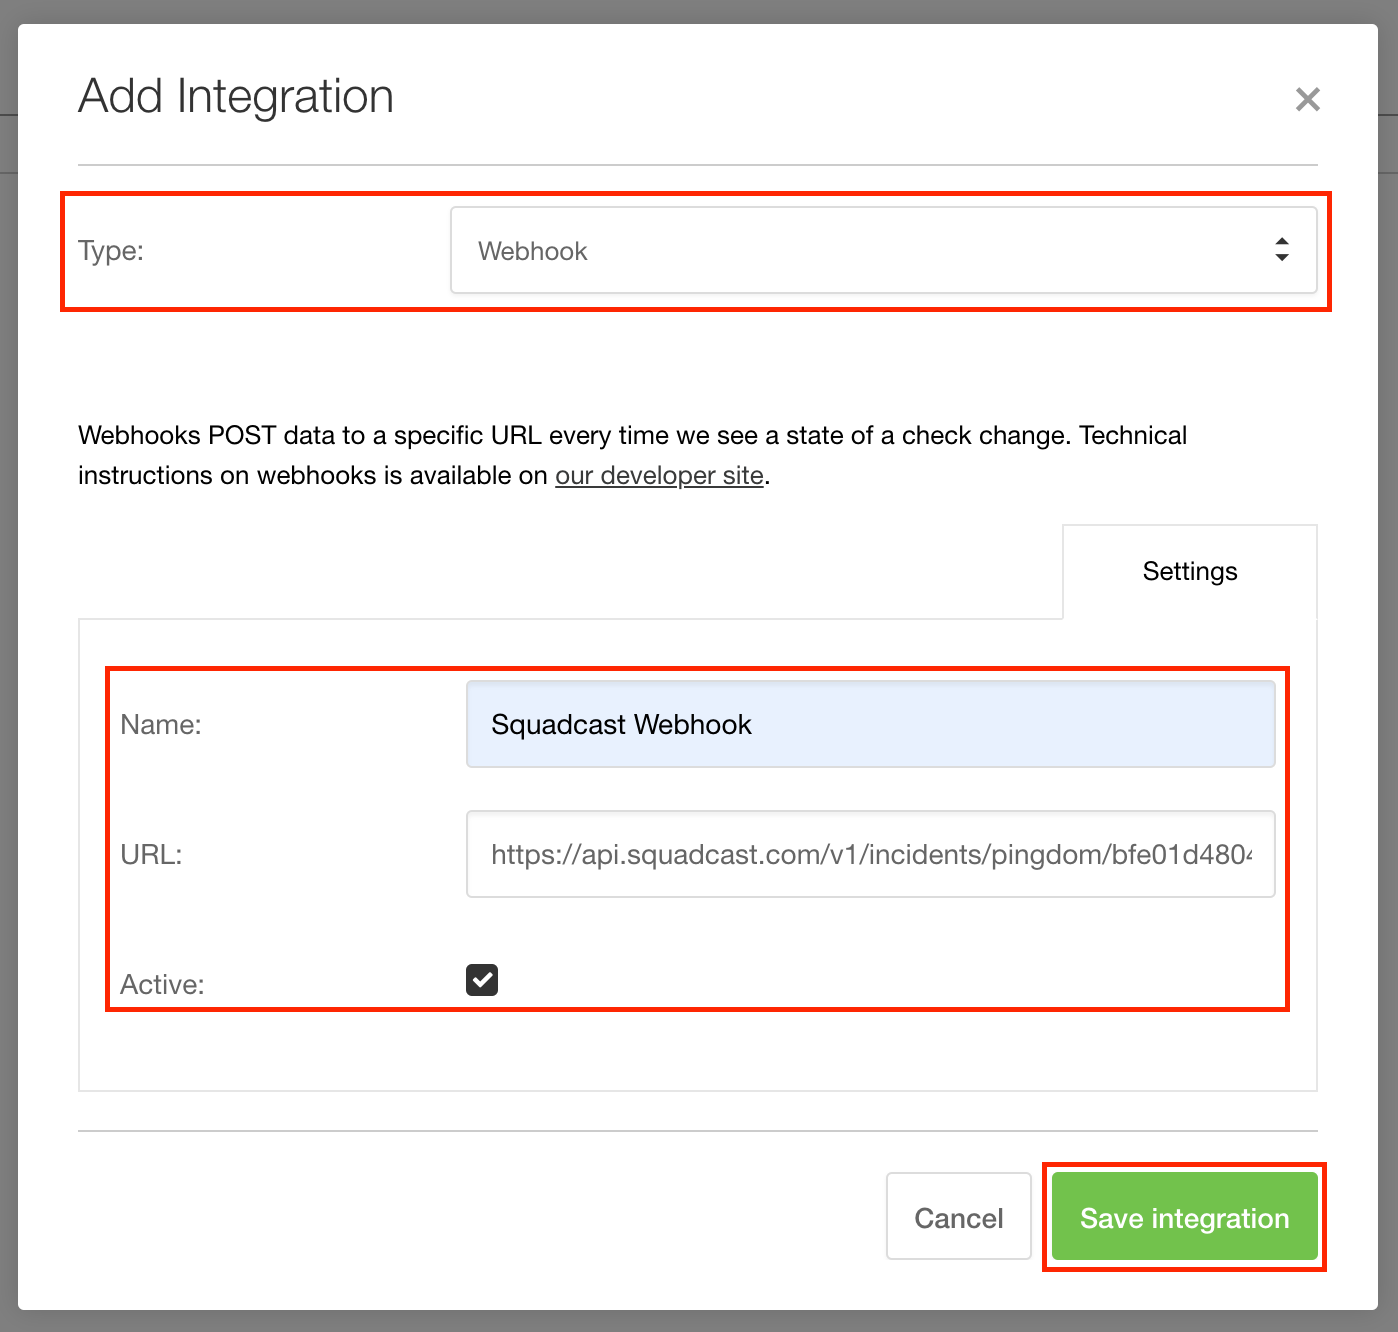 Add Integration
Type:
Webhook
Webhooks POST data to a specific URL every time we see a state of a check change. Technical
instructions on webhooks is available on our developer site.
Settings
Name:
Squadcast Webhook
URL:
https://api.squadcast.com/v1/incidents/pingdom/bfe01d4804
Active:
Cancel
Save integration